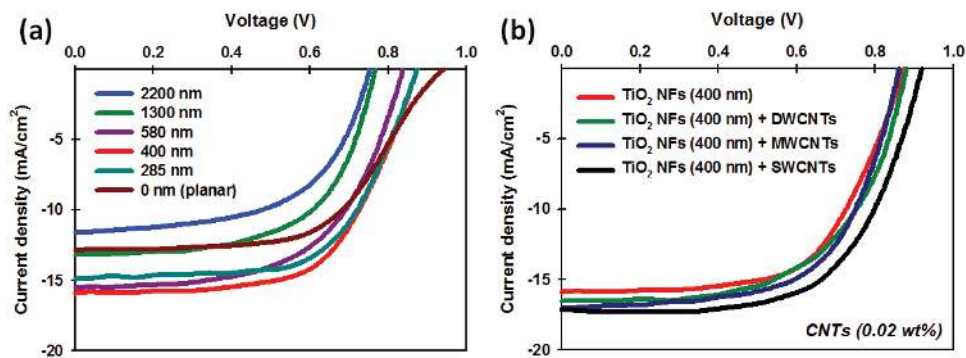 (a)
Voltage (V)
0.0 0.2 0.4 0.6 0.8 1.0
2200 nm
1300 nm
580 nm
400 nm
285 nm
0 nm (planar)
Current density (mA/cm²)
-5
-10
-15
-20
(b)
Voltage (V)
0.0 0.2 0.4 0.6 0.8 1.0
TiO₂ NFs (400 nm)
TiO₂ NFs (400 nm) + DWCNTs
TiO₂ NFs (400 nm) + MWCNTs
TiO₂ NFs (400 nm) + SWCNTs
Current density (mA/cm²)
-5
-10
-15
-20
CNTs (0.02 wt%)